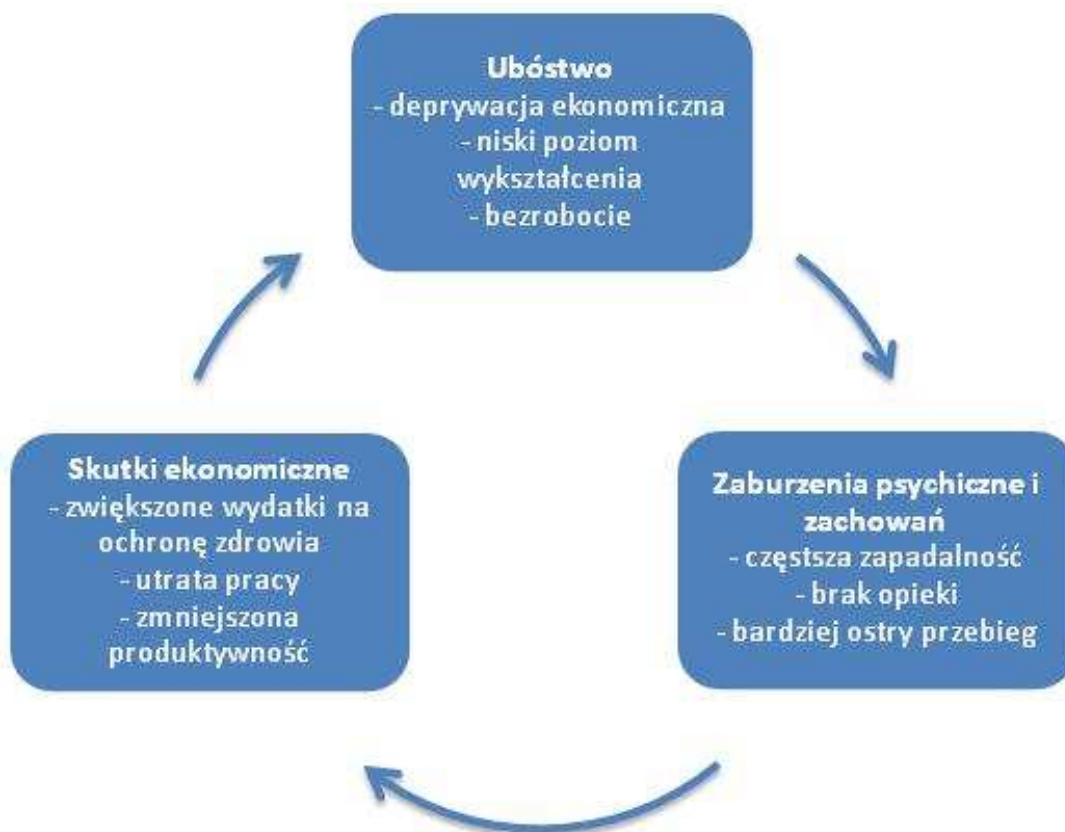 Ubóstwo
- deprywacja ekonomiczna
- niski poziom
wykształcenia
- bezrobocie
Zaburzenia psychiczne i
zachowań
- częstsza zapadalność
- brak opieki
- bardziej ostry przebieg
Skutki ekonomiczne
- zwiększone wydatki na
ochronę zdrowia
- utrata pracy
- zmniejszona
produktywność